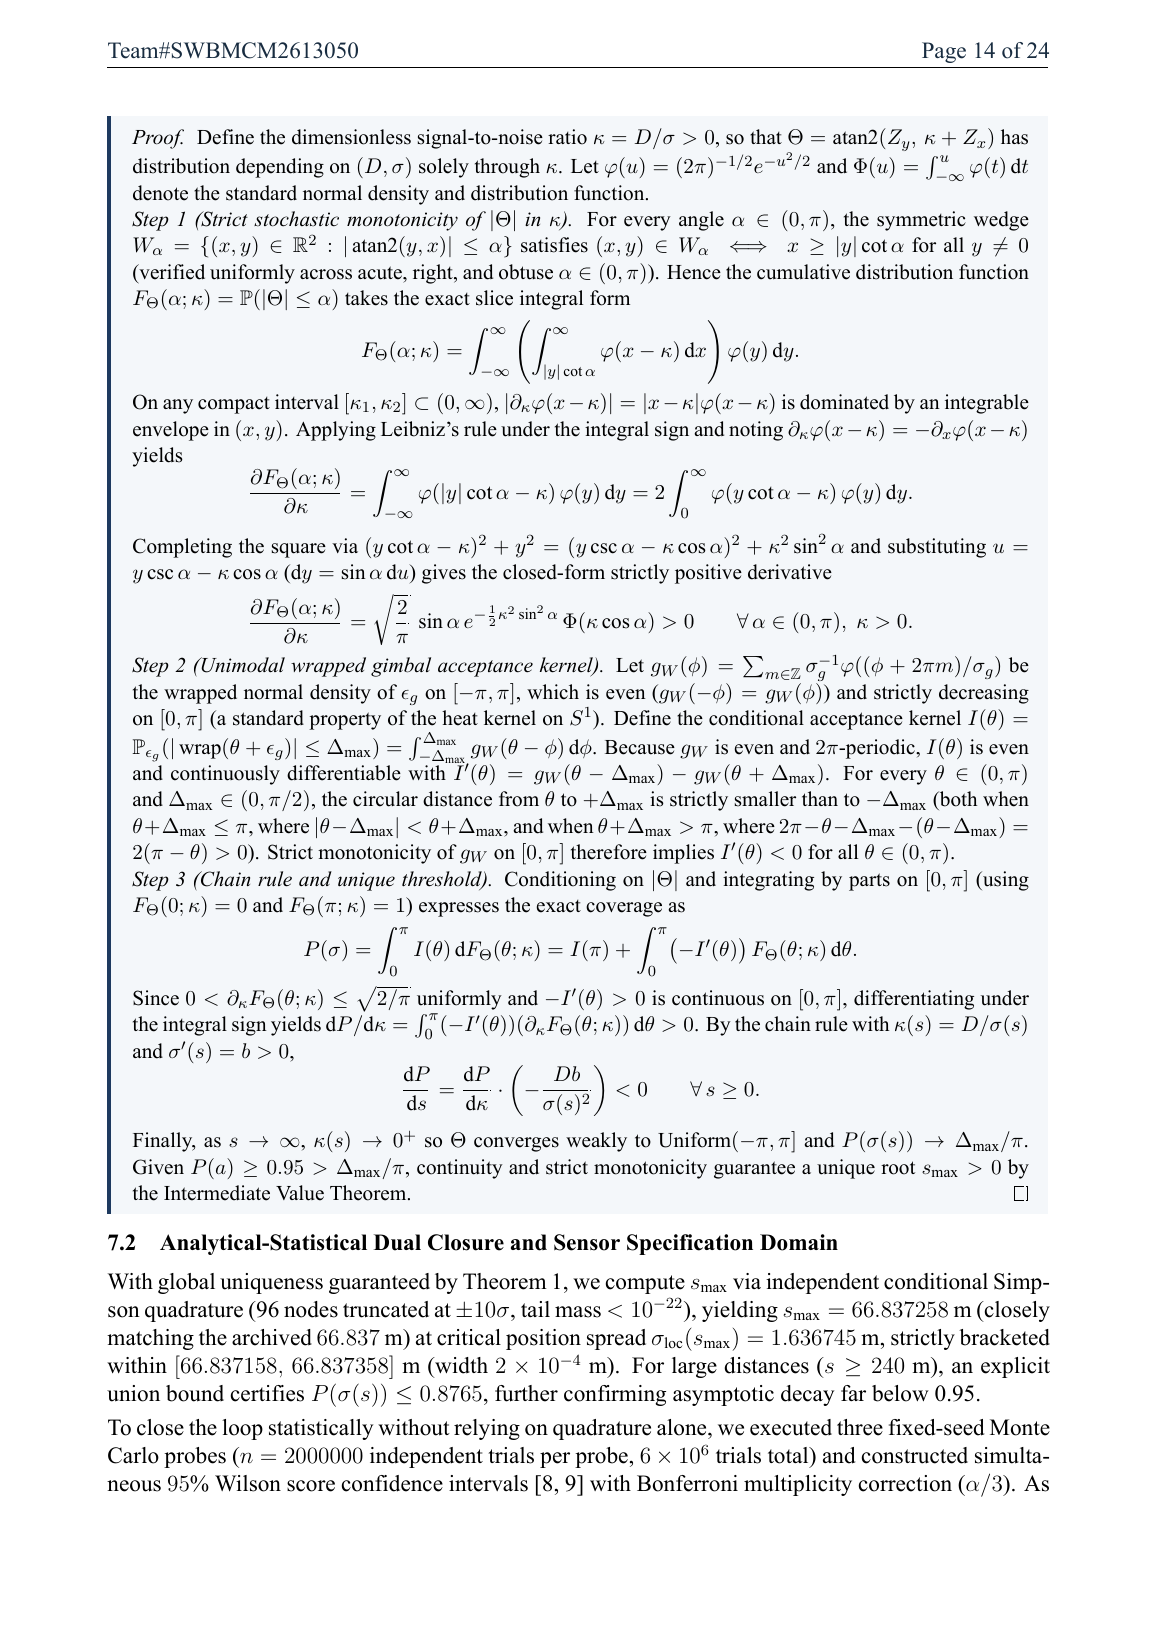 Team#SWBMCM2613050
Page 14 of 24
Proof. Define the dimensionless signal-to-noise ratio κ = D/σ > 0, so that Θ = atan2(Z_y, κ + Z_x) has
distribution depending on (D, σ) solely through κ. Let φ(u) = (2π)^{−1/2}e^{−u²/2} and Φ(u) = ∫_{−∞}^{u} φ(t) dt
denote the standard normal density and distribution function.
Step 1 (Strict stochastic monotonicity of |Θ| in κ). For every angle α ∈ (0, π), the symmetric wedge
W_α = {(x, y) ∈ ℝ² : | atan2(y, x)| ≤ α} satisfies (x, y) ∈ W_α ⟺ x ≥ |y| cot α for all y ≠ 0
(verified uniformly across acute, right, and obtuse α ∈ (0, π)). Hence the cumulative distribution function
F_Θ(α; κ) = ℙ(|Θ| ≤ α) takes the exact slice integral form
F_Θ(α; κ) = ∫_{−∞}^{∞} (∫_{|y| cot α}^{∞} φ(x − κ) dx) φ(y) dy.
On any compact interval [κ₁, κ₂] ⊂ (0, ∞), |∂_κφ(x−κ)| = |x−κ|φ(x−κ) is dominated by an integrable
envelope in (x, y). Applying Leibniz's rule under the integral sign and noting ∂_κφ(x−κ) = −∂_xφ(x−κ)
yields
∂F_Θ(α; κ)/∂κ = ∫_{−∞}^{∞} φ(|y| cot α − κ) φ(y) dy = 2 ∫_{0}^{∞} φ(y cot α − κ) φ(y) dy.
Completing the square via (y cot α − κ)² + y² = (y csc α − κ cos α)² + κ² sin² α and substituting u =
y csc α − κ cos α (dy = sin α du) gives the closed-form strictly positive derivative
∂F_Θ(α; κ)/∂κ = √(2/π) sin α e^{−½κ² sin² α} Φ(κ cos α) > 0 ∀ α ∈ (0, π), κ > 0.
Step 2 (Unimodal wrapped gimbal acceptance kernel). Let g_W(ϕ) = ∑_{m∈ℤ} σ_g^{−1}φ((ϕ + 2πm)/σ_g) be
the wrapped normal density of ϵ_g on [−π, π], which is even (g_W(−ϕ) = g_W(ϕ)) and strictly decreasing
on [0, π] (a standard property of the heat kernel on S¹). Define the conditional acceptance kernel I(θ) =
ℙ_{ϵ_g}(| wrap(θ + ϵ_g)| ≤ Δ_max) = ∫_{−Δ_max}^{Δ_max} g_W(θ − ϕ) dϕ. Because g_W is even and 2π-periodic, I(θ) is even
and continuously differentiable with I′(θ) = g_W(θ − Δ_max) − g_W(θ + Δ_max). For every θ ∈ (0, π)
and Δ_max ∈ (0, π/2), the circular distance from θ to +Δ_max is strictly smaller than to −Δ_max (both when
θ+Δ_max ≤ π, where |θ−Δ_max| < θ+Δ_max, and when θ+Δ_max > π, where 2π−θ−Δ_max−(θ−Δ_max) =
2(π − θ) > 0). Strict monotonicity of g_W on [0, π] therefore implies I′(θ) < 0 for all θ ∈ (0, π).
Step 3 (Chain rule and unique threshold). Conditioning on |Θ| and integrating by parts on [0, π] (using
F_Θ(0; κ) = 0 and F_Θ(π; κ) = 1) expresses the exact coverage as
P(σ) = ∫_{0}^{π} I(θ) dF_Θ(θ; κ) = I(π) + ∫_{0}^{π} (−I′(θ)) F_Θ(θ; κ) dθ.
Since 0 < ∂_κF_Θ(θ; κ) ≤ √(2/π) uniformly and −I′(θ) > 0 is continuous on [0, π], differentiating under
the integral sign yields dP/dκ = ∫_{0}^{π}(−I′(θ))(∂_κF_Θ(θ; κ)) dθ > 0. By the chain rule with κ(s) = D/σ(s)
and σ′(s) = b > 0,
dP/ds = dP/dκ · (−Db/σ(s)²) < 0 ∀ s ≥ 0.
Finally, as s → ∞, κ(s) → 0⁺ so Θ converges weakly to Uniform(−π, π] and P(σ(s)) → Δ_max/π.
Given P(a) ≥ 0.95 > Δ_max/π, continuity and strict monotonicity guarantee a unique root s_max > 0 by
the Intermediate Value Theorem. □
7.2 Analytical-Statistical Dual Closure and Sensor Specification Domain
With global uniqueness guaranteed by Theorem 1, we compute s_max via independent conditional Simp-
son quadrature (96 nodes truncated at ±10σ, tail mass < 10^{−22}), yielding s_max = 66.837258 m (closely
matching the archived 66.837 m) at critical position spread σ_loc(s_max) = 1.636745 m, strictly bracketed
within [66.837158, 66.837358] m (width 2 × 10^{−4} m). For large distances (s ≥ 240 m), an explicit
union bound certifies P(σ(s)) ≤ 0.8765, further confirming asymptotic decay far below 0.95.
To close the loop statistically without relying on quadrature alone, we executed three fixed-seed Monte
Carlo probes (n = 2000000 independent trials per probe, 6 × 10⁶ trials total) and constructed simulta-
neous 95% Wilson score confidence intervals [8, 9] with Bonferroni multiplicity correction (α/3). As